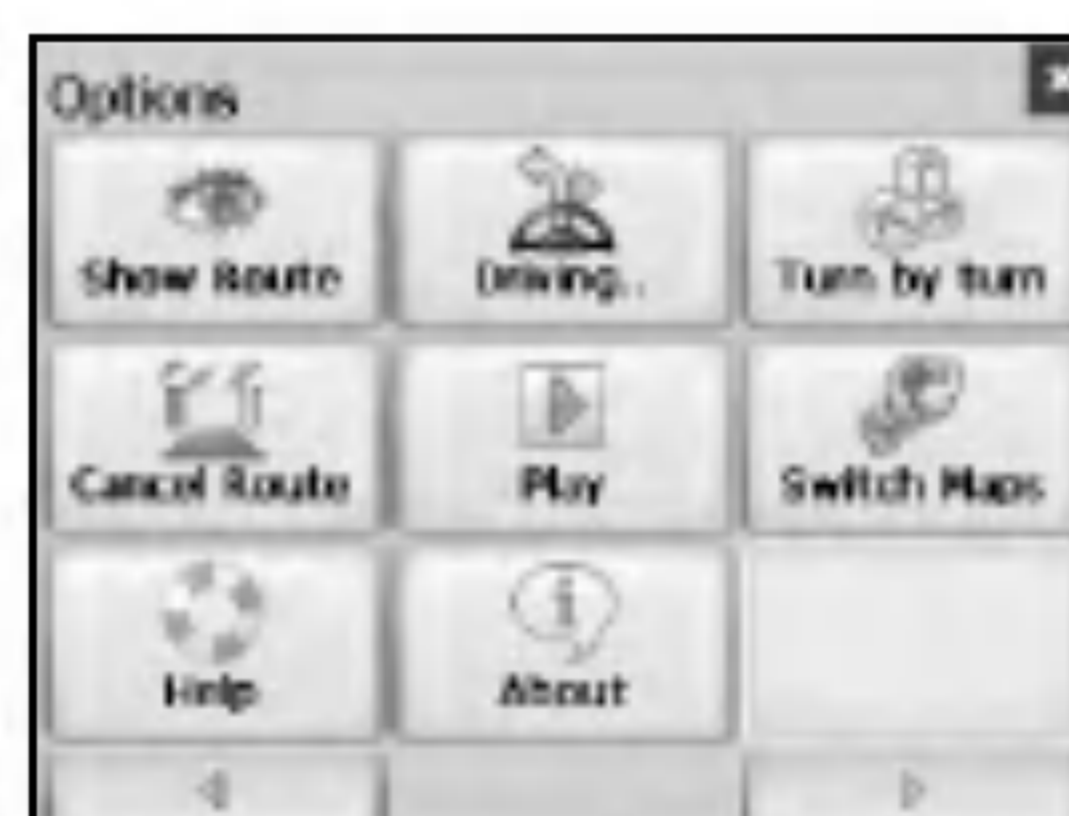 Options
Show Route
Driving..
Turn by turn
Cancel Route
Play
Switch Maps
Help
About